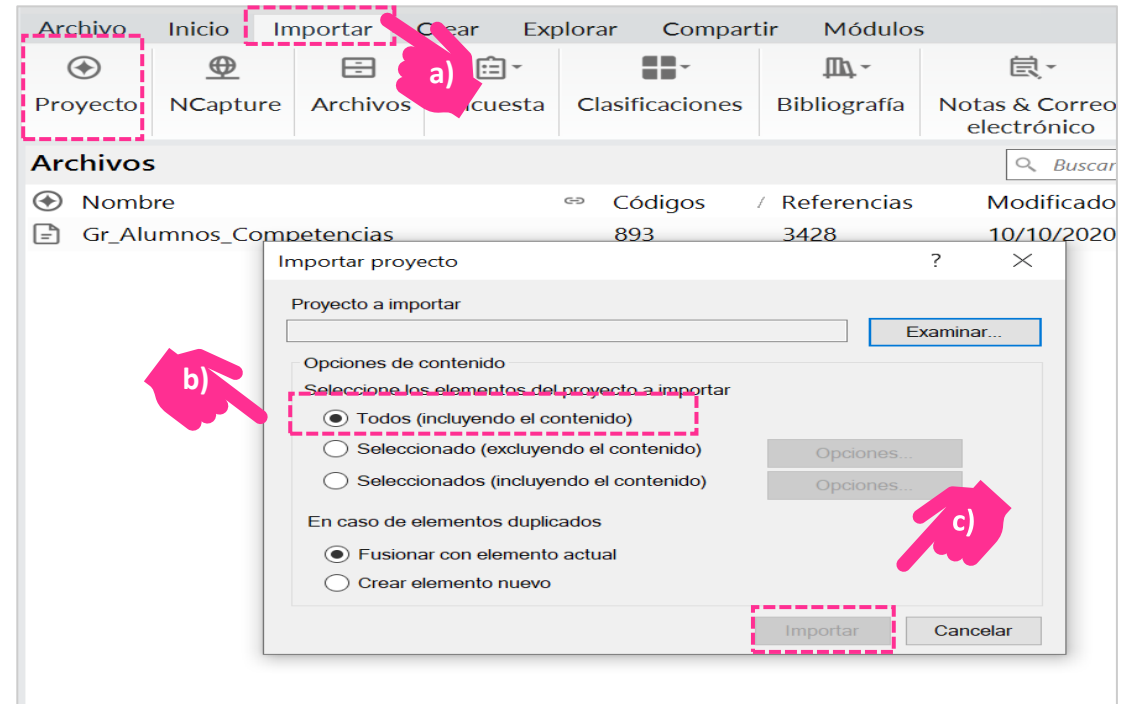 Archivo Inicio Importar Crear Explorar Compartir Módulos
a)
Proyecto NCapture Archivos Clasificaciones Bibliografía Notas & Correo
electrónico
Archivos Buscar
Nombre Códigos / Referencias Modificado
Gr_Alumnos_Competencias 893 3428 10/10/2020
Importar proyecto ?
Proyecto a importar
Examinar...
Opciones de contenido
b)
Seleccione los elementos del proyecto a importar
Todos (incluyendo el contenido)
Seleccionado (excluyendo el contenido) Opciones...
Seleccionados (incluyendo el contenido) Opciones...
En caso de elementos duplicados
c)
Fusionar con elemento actual
Crear elemento nuevo
Importar Cancelar